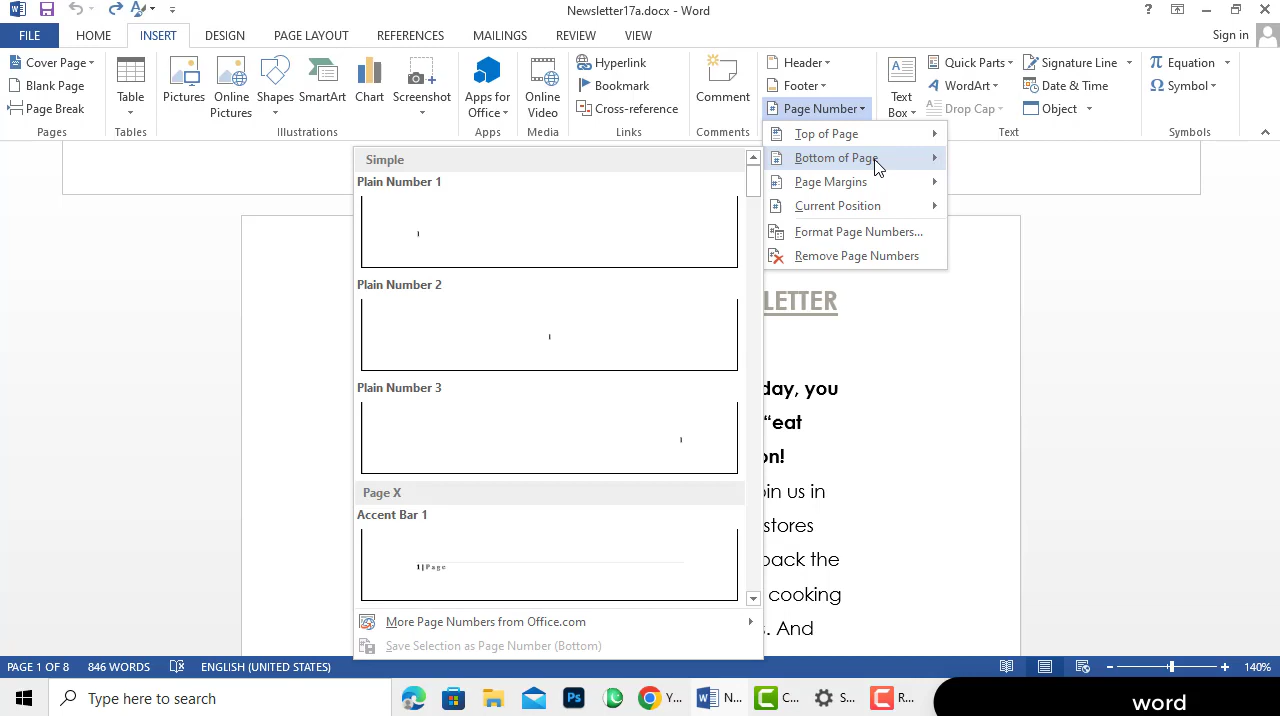 Newsletter17a.docx - Word
?
FILE
HOME
INSERT
DESIGN
PAGE LAYOUT
REFERENCES
MAILINGS
REVIEW
VIEW
Sign in
Cover Page
Blank Page
Page Break
Pages
Table
Tables
Pictures
Online
Pictures
Shapes
SmartArt
Chart
Screenshot
Illustrations
Apps for
Office
Apps
Online
Video
Media
Hyperlink
Bookmark
Cross-reference
Links
Comment
Comments
Header
Footer
Page Number
Text
Box
Quick Parts
WordArt
Drop Cap
Signature Line
Date & Time
Object
Text
Equation
Symbol
Symbols
Top of Page
Bottom of Page
Page Margins
Current Position
Format Page Numbers...
Remove Page Numbers
Simple
Plain Number 1
1
Plain Number 2
1
Plain Number 3
1
Page X
Accent Bar 1
1 | Page
More Page Numbers from Office.com
Save Selection as Page Number (Bottom)
LETTER
day, you
“eat
on!
in us in
stores
back the
cooking
s. And
PAGE 1 OF 8
846 WORDS
ENGLISH (UNITED STATES)
140%
Type here to search
Ps
Y...
N...
C...
S...
R...
word